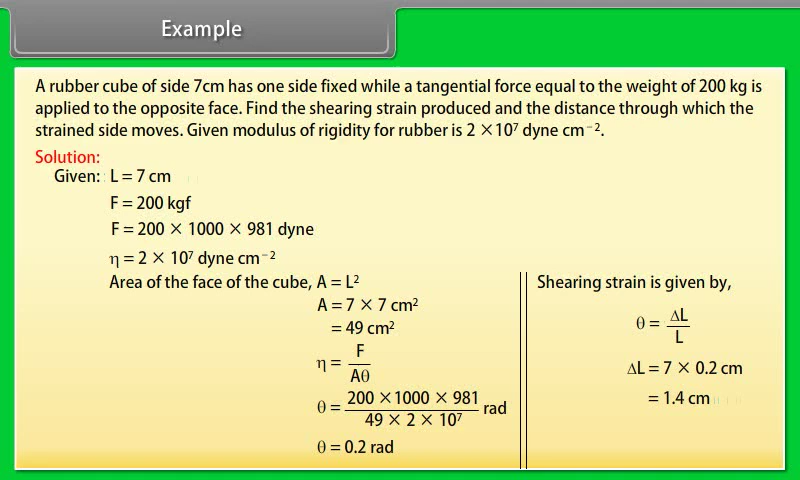 Example
A rubber cube of side 7cm has one side fixed while a tangential force equal to the weight of 200 kg is
applied to the opposite face. Find the shearing strain produced and the distance through which the
strained side moves. Given modulus of rigidity for rubber is 2 ×10⁷ dyne cm⁻².
Solution:
Given: L = 7 cm
F = 200 kgf
F = 200 × 1000 × 981 dyne
η = 2 × 10⁷ dyne cm⁻²
Area of the face of the cube, A = L²
A = 7 × 7 cm²
= 49 cm²
η = F / Aθ
θ = 200 ×1000 × 981 / 49 × 2 × 10⁷ rad
θ = 0.2 rad
Shearing strain is given by,
θ = ΔL / L
ΔL = 7 × 0.2 cm
= 1.4 cm